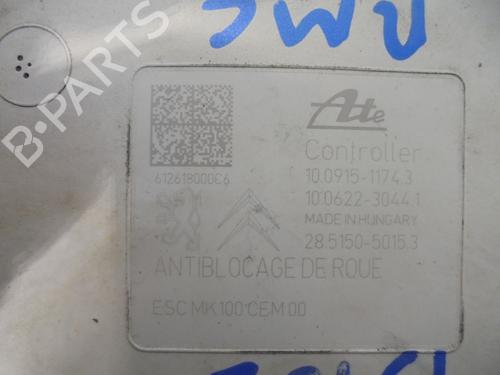 SWU
B-PARTS
Ate
Controller
10.0915-1174.3
612618000C6
10.0622-3044.1
MADE IN HUNGARY
28.5150-5015.3
ANTIBLOCAGE DE ROUE
ESC MK100 CEM 00